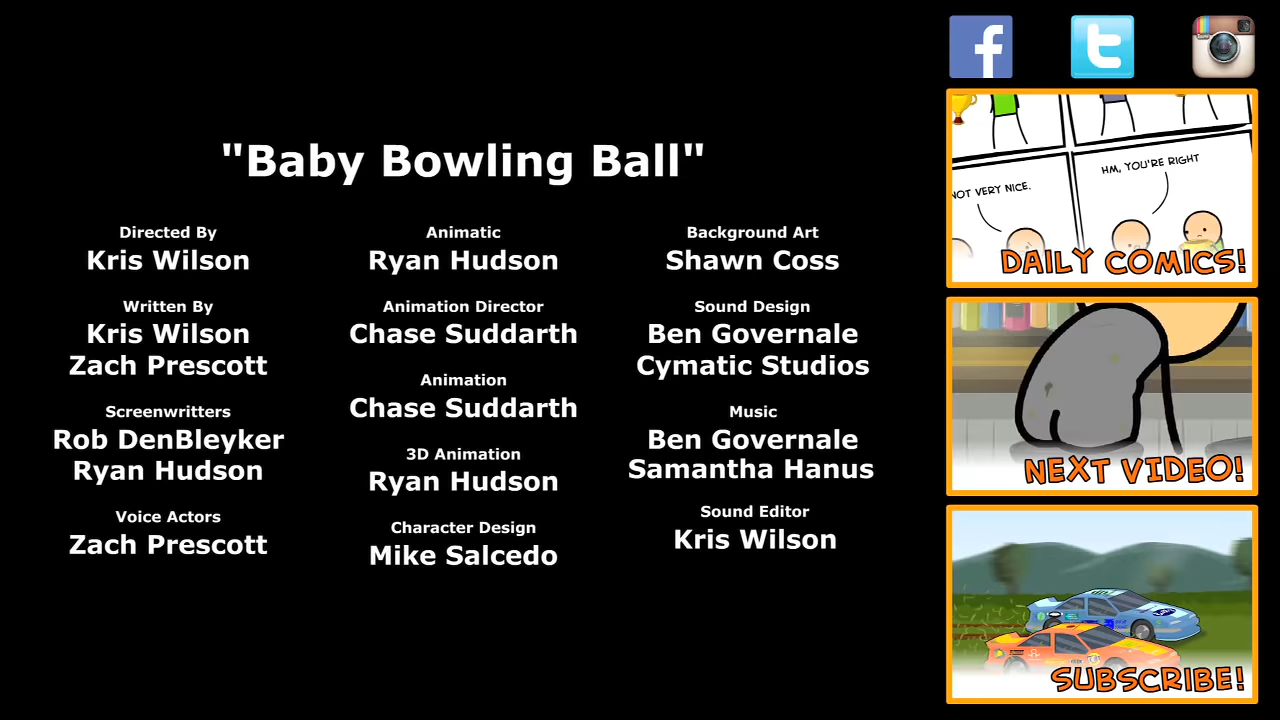 "Baby Bowling Ball"
Directed By
Kris Wilson
Written By
Kris Wilson
Zach Prescott
Screenwritters
Rob DenBleyker
Ryan Hudson
Voice Actors
Zach Prescott
Animatic
Ryan Hudson
Animation Director
Chase Suddarth
Animation
Chase Suddarth
3D Animation
Ryan Hudson
Character Design
Mike Salcedo
Background Art
Shawn Coss
Sound Design
Ben Governale
Cymatic Studios
Music
Ben Governale
Samantha Hanus
Sound Editor
Kris Wilson
NOT VERY NICE.
HM, YOU'RE RIGHT
DAILY COMICS!
NEXT VIDEO!
SUBSCRIBE!